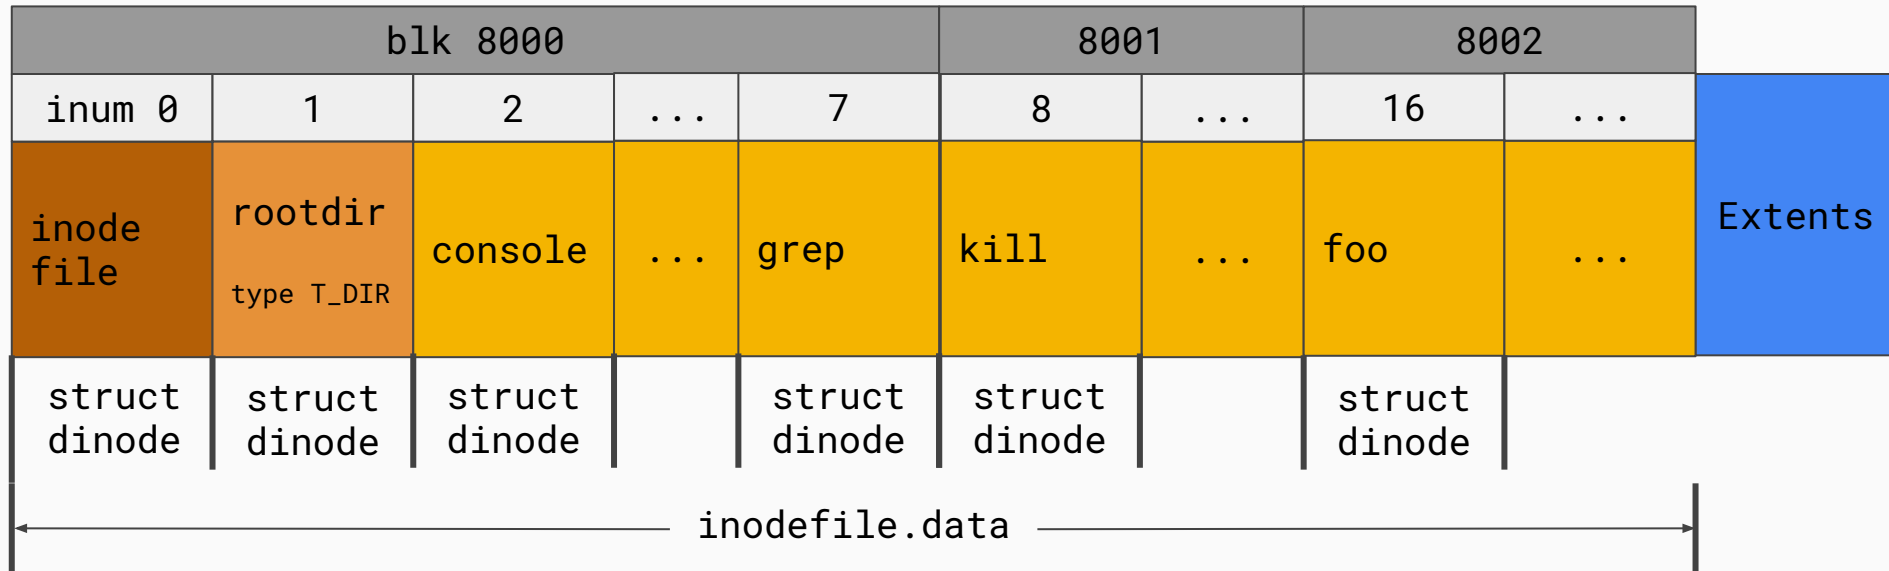 blk 8000 8001 8002
inum 0 1 2 ... 7 8 ... 16 ...
inode
file
rootdir
type T_DIR
console
...
grep
kill
...
foo
...
Extents
struct
dinode
struct
dinode
struct
dinode
struct
dinode
struct
dinode
struct
dinode
inodefile.data